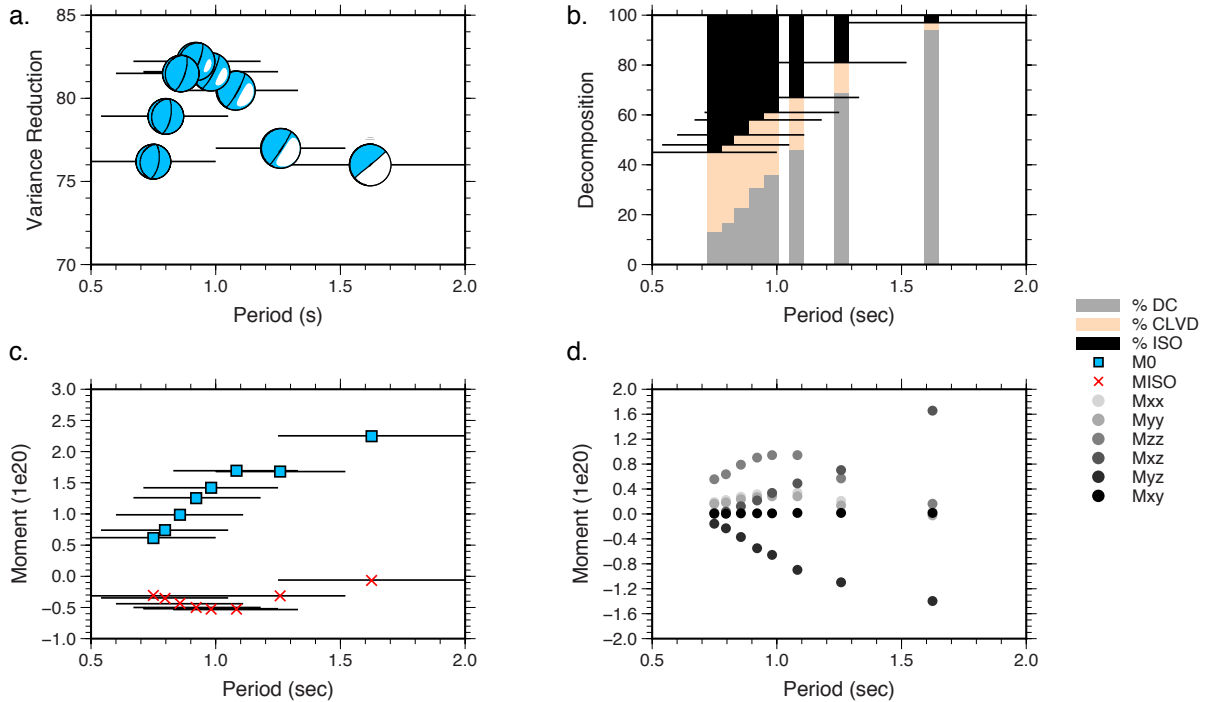 a.
85
80
75
70
Variance Reduction
0.5 1.0 1.5 2.0
Period (s)
b.
100
80
60
40
20
0
Decomposition
0.5 1.0 1.5 2.0
Period (sec)
% DC
% CLVD
% ISO
M0
MISO
Mxx
Myy
Mzz
Mxz
Myz
Mxy
c.
3.0
2.5
2.0
1.5
1.0
0.5
0.0
−0.5
−1.0
Moment (1e20)
0.5 1.0 1.5 2.0
Period (sec)
d.
2.0
1.6
1.2
0.8
0.4
0.0
−0.4
−0.8
−1.2
−1.6
−2.0
Moment (1e20)
0.5 1.0 1.5 2.0
Period (sec)